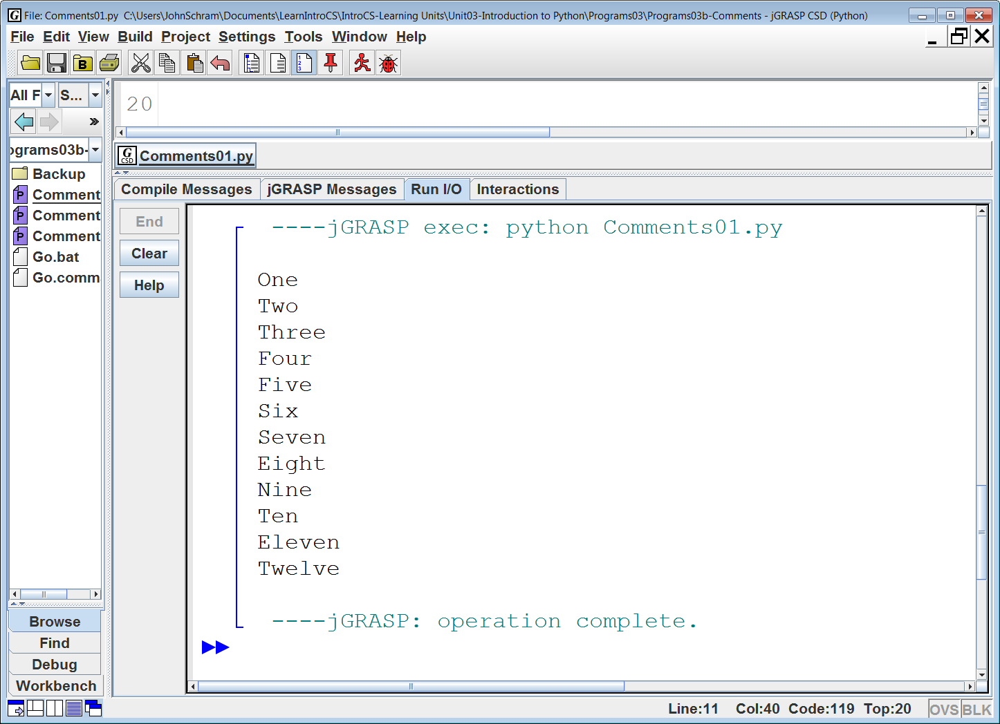 File: Comments01.py  C:\Users\JohnSchram\Documents\LearnIntroCS\IntroCS-Learning Units\Unit03-Introduction to Python\Programs03\Programs03b-Comments - jGRASP CSD (Python)
File Edit View Build Project Settings Tools Window Help
B
1
2
3
All F S...
20
»
ograms03b-
G CSD Comments01.py
Backup
P Comment
P Comment
P Comment
Go.bat
Go.comm
Compile Messages jGRASP Messages Run I/O Interactions
End
Clear
Help
----jGRASP exec: python Comments01.py
One
Two
Three
Four
Five
Six
Seven
Eight
Nine
Ten
Eleven
Twelve
----jGRASP: operation complete.
Browse
Find
Debug
Workbench
Line:11 Col:40 Code:119 Top:20 OVS BLK